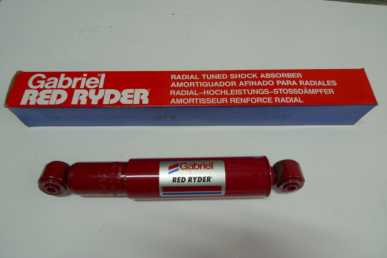 Gabriel
RED RYDER®
RADIAL TUNED SHOCK ABSORBER
AMORTIGUADOR AFINADO PARA RADIALES
RADIAL-HOCHLEISTUNGS-STOSSDÄMPFER
AMORTISSEUR RENFORCE RADIAL
Gabriel
RED RYDER